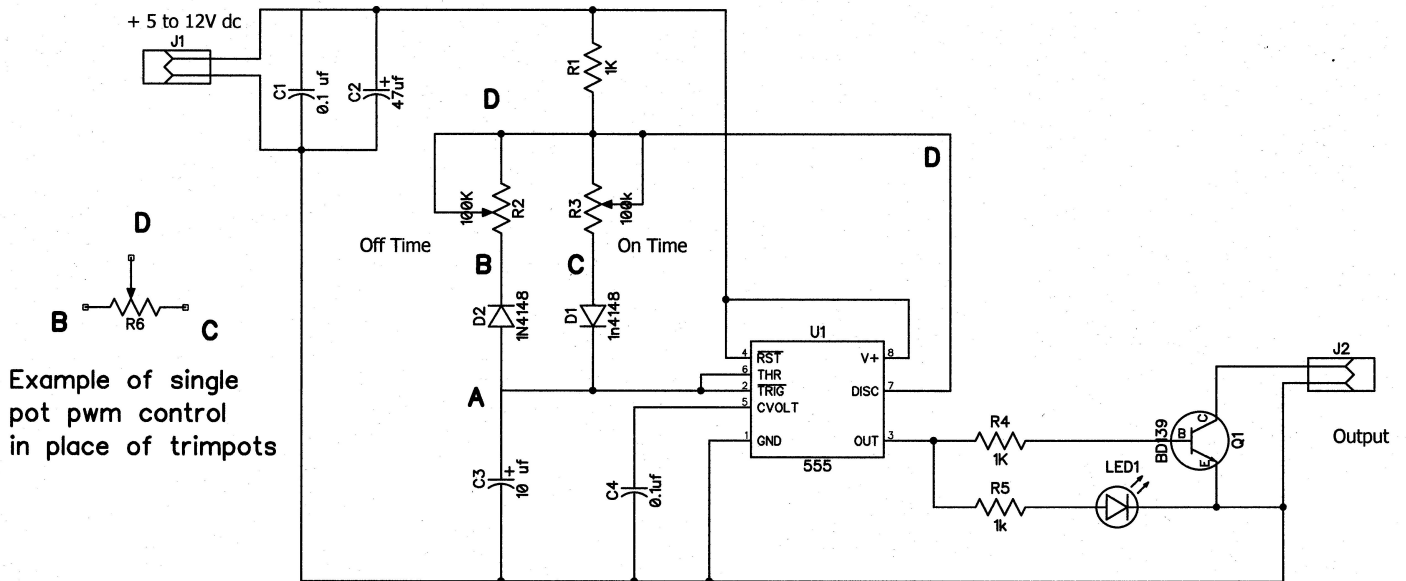 + 5 to 12V dc
J1
C1
0.1 uf
C2
+
47uf
R1
1K
D
D
100K
R2
R3
100k
Off Time
On Time
B
C
D2
1N4148
D1
1n4148
D
B
R6
C
Example of single
pot pwm control
in place of trimpots
A
C3
+
10 uf
C4
0.1uf
U1
4
RST
V+
8
6
THR
2
TRIG
DISC
7
5
CVOLT
1
GND
OUT
3
555
R4
1K
R5
1k
LED1
BD139
B
C
E
Q1
J2
Output